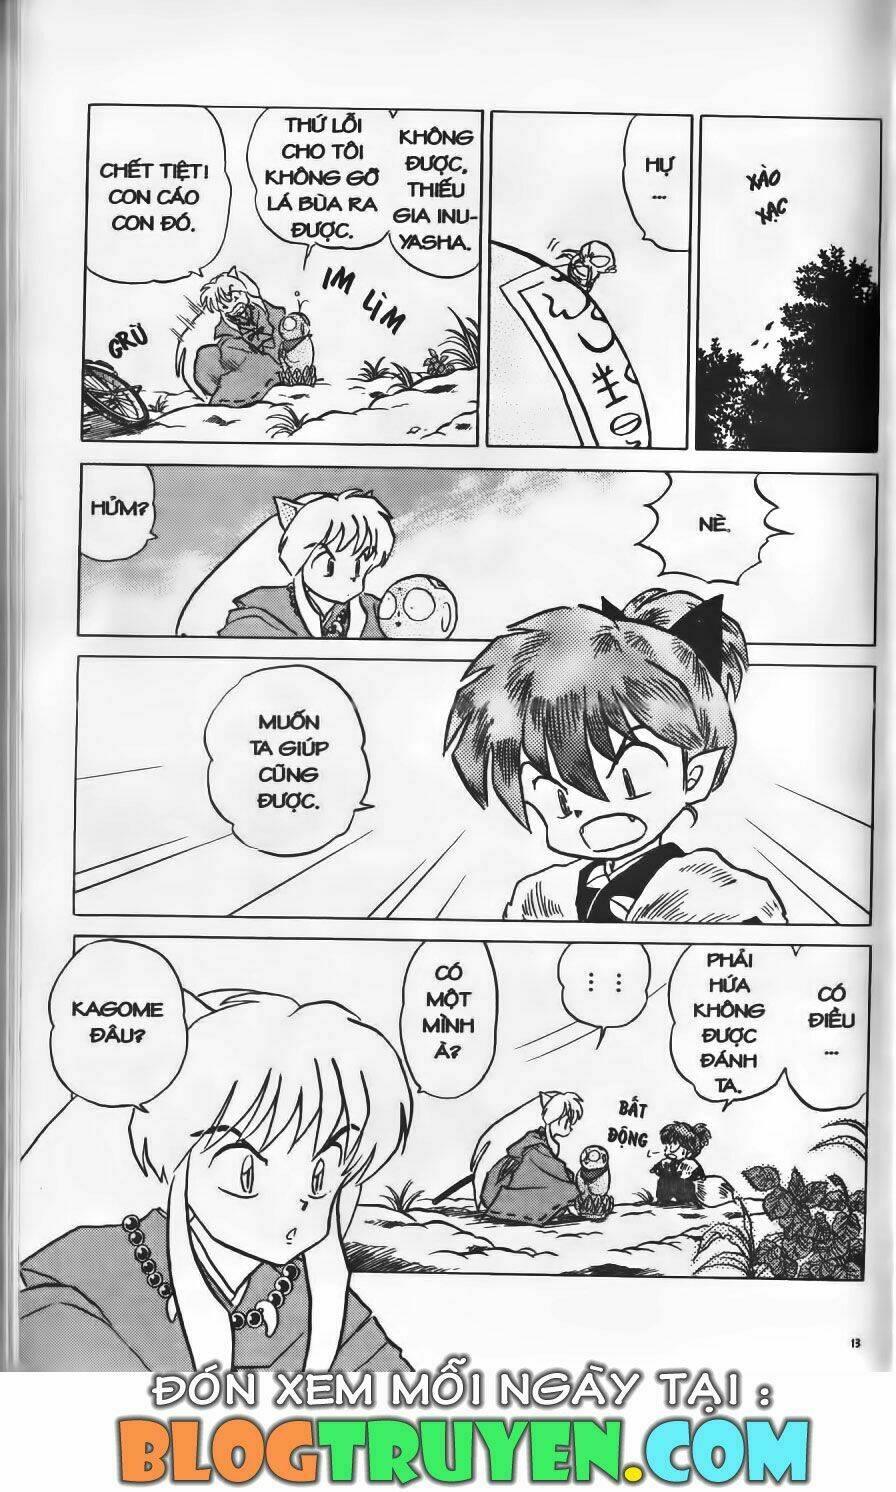 XÀO
XẠC
HỰ
...
KHÔNG
ĐƯỢC,
THIẾU
GIA INU-
YASHA.
THỨ LỖI
CHO TÔI
KHÔNG GỠ
LÁ BÙA RA
ĐƯỢC.
CHẾT TIỆT!
CON CÁO
CON ĐÓ.
IM LÌM
GRỪ
NÈ.
HỬM?
MUỐN
TA GIÚP
CŨNG
ĐƯỢC.
CÓ
ĐIỀU
...
PHẢI
HỨA
KHÔNG
ĐƯỢC
ĐÁNH
TA.
......
BẤT
ĐỘNG
CÓ
MỘT
MÌNH
À?
KAGOME
ĐÂU?
13
ĐÓN XEM MỖI NGÀY TẠI :
BLOGTRUYEN.COM